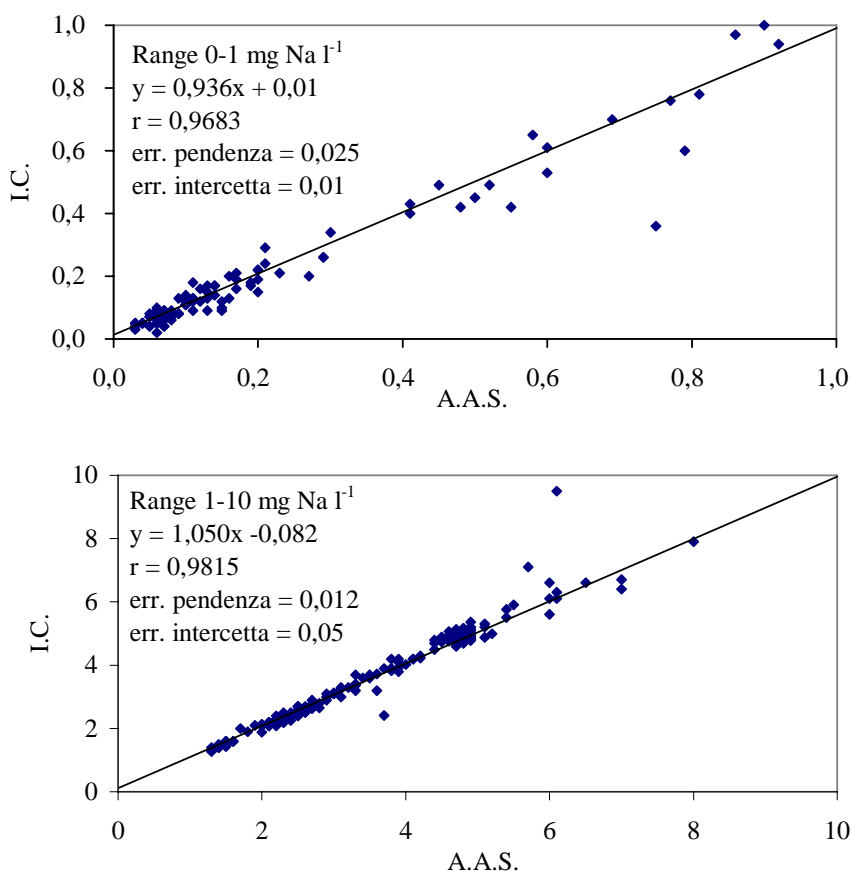 1,0
0,8
0,6
0,4
0,2
0,0
I.C.
Range 0-1 mg Na l⁻¹
y = 0,936x + 0,01
r = 0,9683
err. pendenza = 0,025
err. intercetta = 0,01
0,0 0,2 0,4 0,6 0,8 1,0
A.A.S.
10
8
6
4
2
0
I.C.
Range 1-10 mg Na l⁻¹
y = 1,050x -0,082
r = 0,9815
err. pendenza = 0,012
err. intercetta = 0,05
0 2 4 6 8 10
A.A.S.